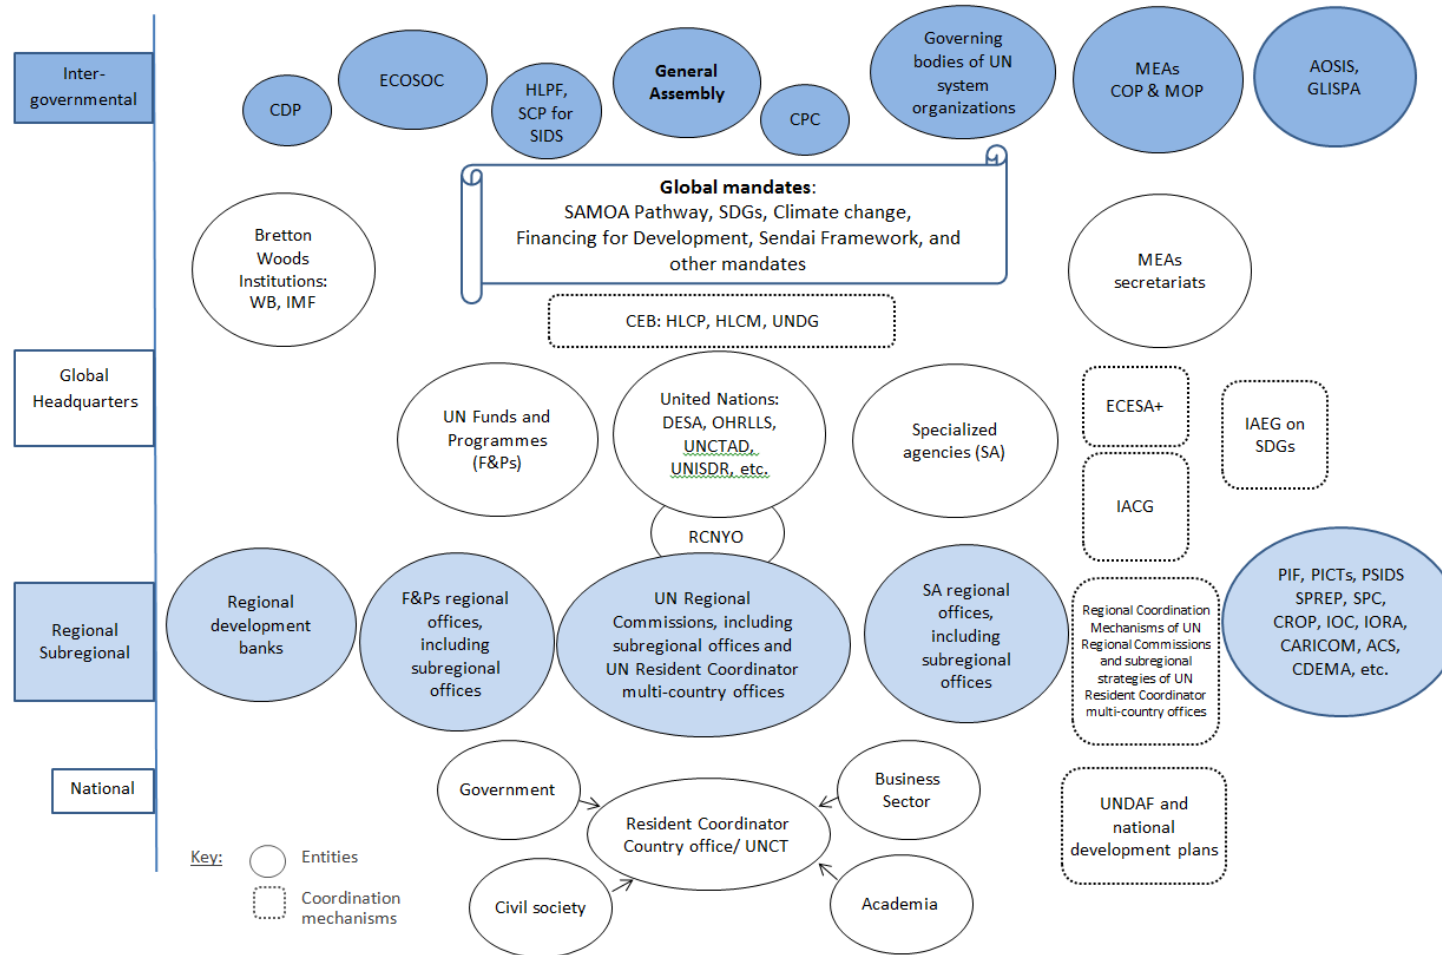 Inter-
governmental
CDP
ECOSOC
HLPF,
SCP for
SIDS
General
Assembly
CPC
Governing
bodies of UN
system
organizations
MEAs
COP & MOP
AOSIS,
GLISPA
Global mandates:
SAMOA Pathway, SDGs, Climate change,
Financing for Development, Sendai Framework, and
other mandates
Bretton
Woods
Institutions:
WB, IMF
MEAs
secretariats
CEB: HLCP, HLCM, UNDG
Global
Headquarters
UN Funds and
Programmes
(F&Ps)
United Nations:
DESA, OHRLLS,
UNCTAD,
UNISDR, etc.
Specialized
agencies (SA)
ECESA+
IAEG on
SDGs
IACG
RCNYO
Regional
Subregional
Regional
development
banks
F&Ps regional
offices,
including
subregional
offices
UN Regional
Commissions, including
subregional offices and
UN Resident Coordinator
multi-country offices
SA regional
offices,
including
subregional
offices
Regional Coordination
Mechanisms of UN
Regional Commissions
and subregional
strategies of UN
Resident Coordinator
multi-country offices
PIF, PICTs, PSIDS
SPREP, SPC,
CROP, IOC, IORA,
CARICOM, ACS,
CDEMA, etc.
National
Government
Business
Sector
Resident Coordinator
Country office/ UNCT
Civil society
Academia
UNDAF and
national
development plans
Key:
Entities
Coordination
mechanisms